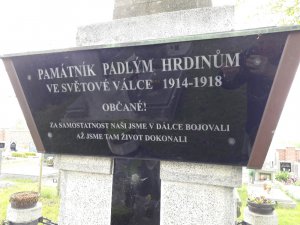 PAMÁTNÍK PADLÝM HRDINŮM
VE SVĚTOVÉ VÁLCE 1914-1918
OBČANÉ!
ZA SAMOSTATNOST NAŠI JSME V DÁLCE BOJOVALI
AŽ JSME TAM ŽIVOT DOKONALI